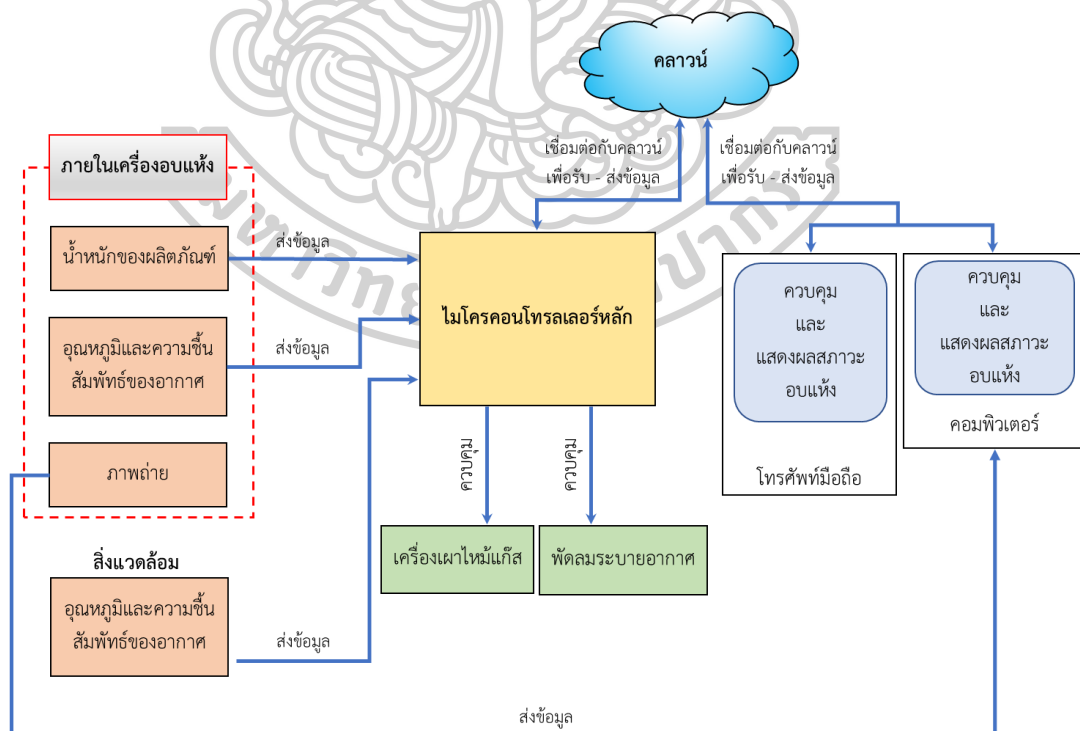 คลาวน์
เชื่อมต่อกับคลาวน์
เพื่อรับ - ส่งข้อมูล
เชื่อมต่อกับคลาวน์
เพื่อรับ - ส่งข้อมูล
ภายในเครื่องอบแห้ง
น้ำหนักของผลิตภัณฑ์
ส่งข้อมูล
อุณหภูมิและความชื้น
สัมพัทธ์ของอากาศ
ส่งข้อมูล
ภาพถ่าย
ไมโครคอนโทรลเลอร์หลัก
ควบคุม
และ
แสดงผลสภาวะ
อบแห้ง
โทรศัพท์มือถือ
ควบคุม
และ
แสดงผลสภาวะ
อบแห้ง
คอมพิวเตอร์
ควบคุม
ควบคุม
เครื่องเผาไหม้แก๊ส
พัดลมระบายอากาศ
สิ่งแวดล้อม
อุณหภูมิและความชื้น
สัมพัทธ์ของอากาศ
ส่งข้อมูล
ส่งข้อมูล